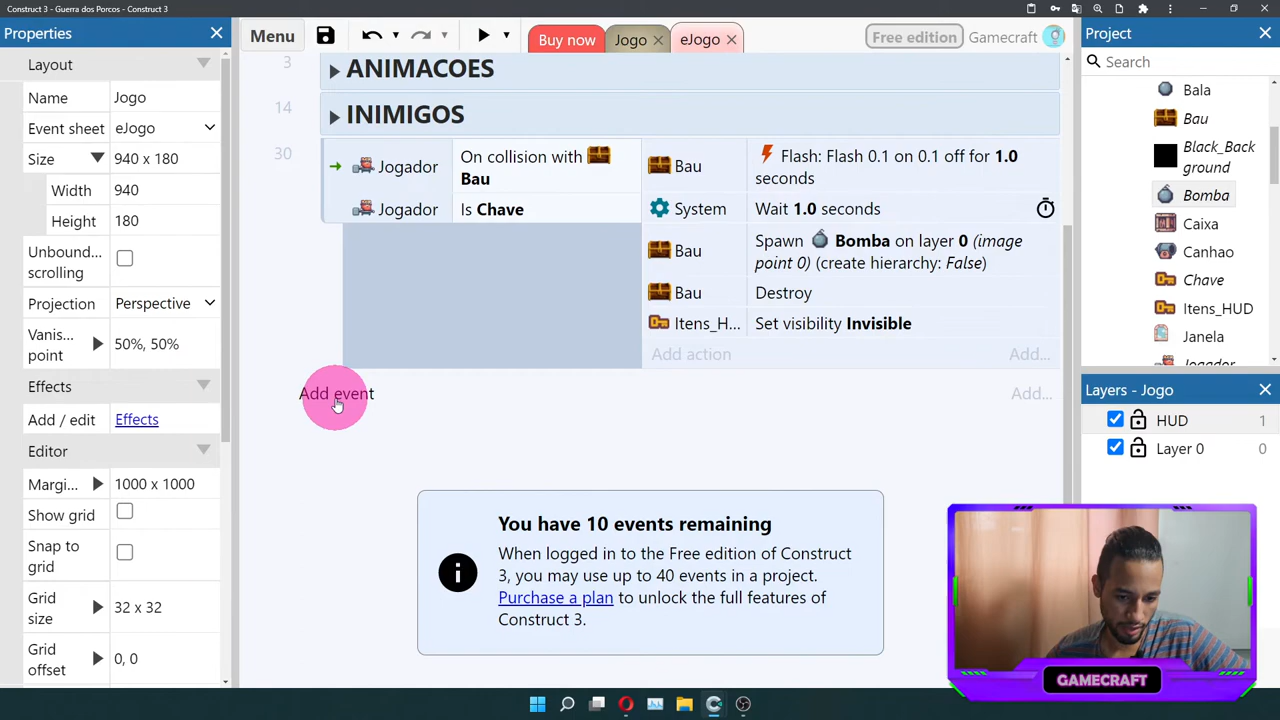 Construct 3 - Guerra dos Porcos - Construct 3
Properties
Layout
Name Jogo
Event sheet eJogo
Size 940 x 180
Width 940
Height 180
Unbound... scrolling
Projection Perspective
Vanis... point 50%, 50%
Effects
Add / edit Effects
Editor
Margi... 1000 x 1000
Show grid
Snap to grid
Grid size 32 x 32
Grid offset 0, 0
Menu
Buy now
Jogo
eJogo
Free edition
Gamecraft
3 ANIMACOES
14 INIMIGOS
30
Jogador On collision with Bau
Jogador Is Chave
Bau Flash: Flash 0.1 on 0.1 off for 1.0 seconds
System Wait 1.0 seconds
Bau Spawn Bomba on layer 0 (image point 0) (create hierarchy: False)
Bau Destroy
Itens_H... Set visibility Invisible
Add action Add...
Add event Add...
You have 10 events remaining
When logged in to the Free edition of Construct
3, you may use up to 40 events in a project.
Purchase a plan to unlock the full features of
Construct 3.
Project
Search
Bala
Bau
Black_Back
ground
Bomba
Caixa
Canhao
Chave
Itens_HUD
Janela
Jogador
Layers - Jogo
HUD 1
Layer 0 0
GAMECRAFT